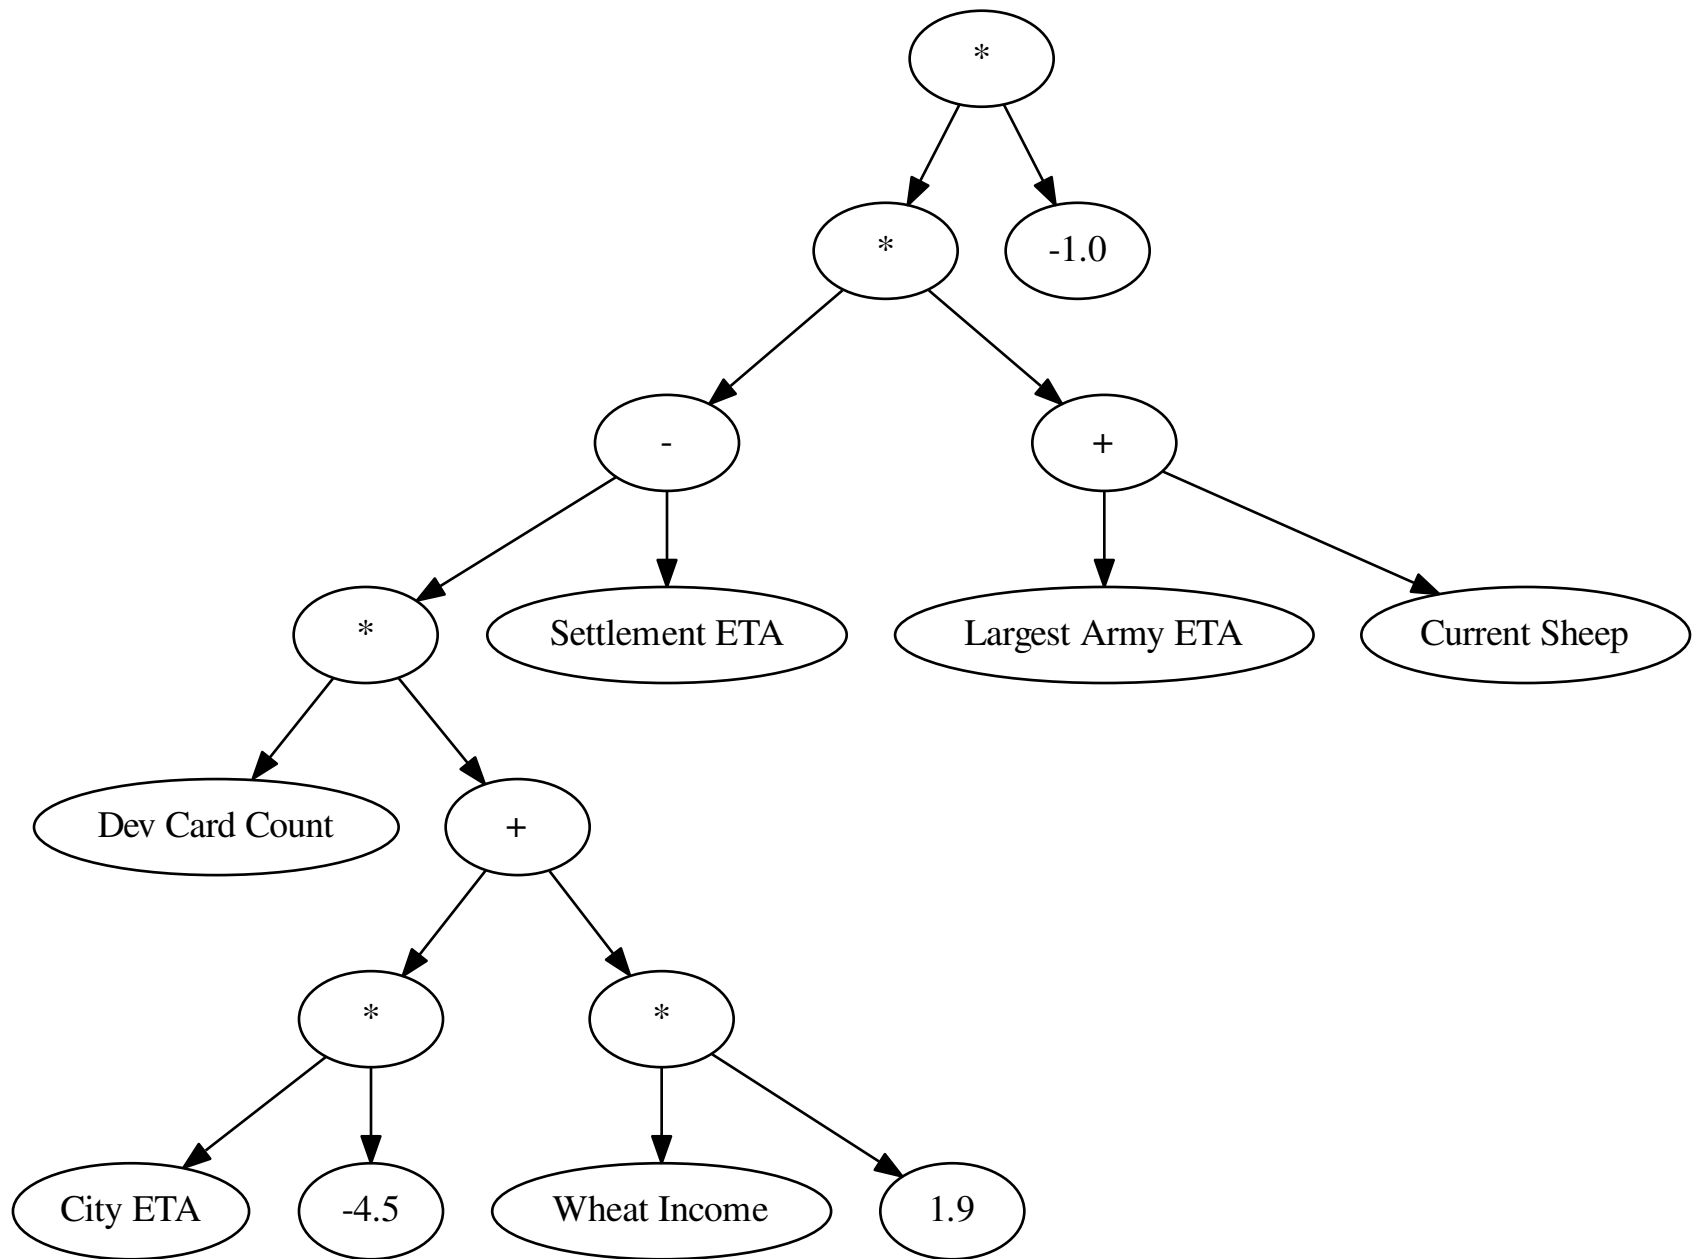 *
*
-1.0
-
+
*
Settlement ETA
Largest Army ETA
Current Sheep
Dev Card Count
+
*
*
City ETA
-4.5
Wheat Income
1.9